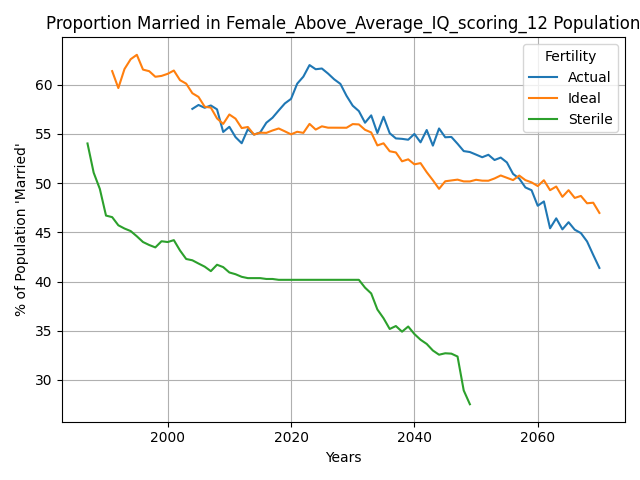 Proportion Married in Female_Above_Average_IQ_scoring_12 Population
Fertility
Actual
Ideal
Sterile
% of Population 'Married'
60
55
50
45
40
35
30
2000
2020
2040
2060
Years